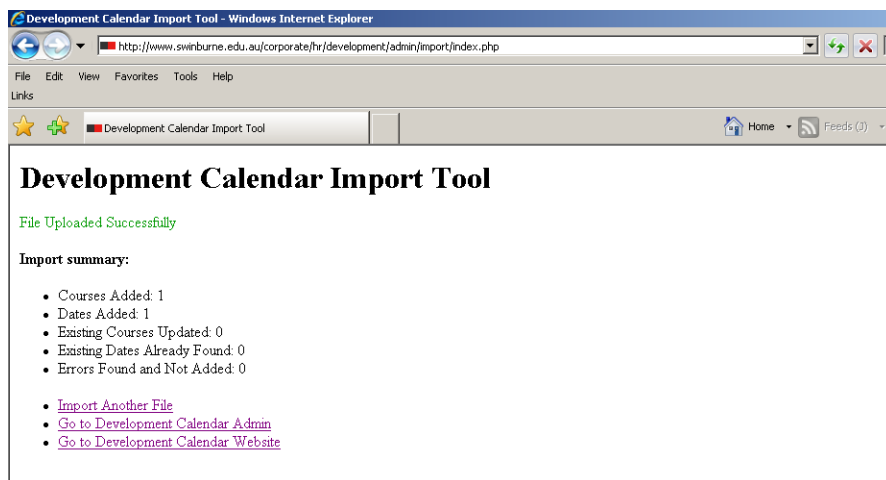 Development Calendar Import Tool - Windows Internet Explorer
http://www.swinburne.edu.au/corporate/hr/development/admin/import/index.php
File Edit View Favorites Tools Help
Links
Development Calendar Import Tool
Home
Feeds (J)
Development Calendar Import Tool
File Uploaded Successfully
Import summary:
Courses Added: 1
Dates Added: 1
Existing Courses Updated: 0
Existing Dates Already Found: 0
Errors Found and Not Added: 0
Import Another File
Go to Development Calendar Admin
Go to Development Calendar Website